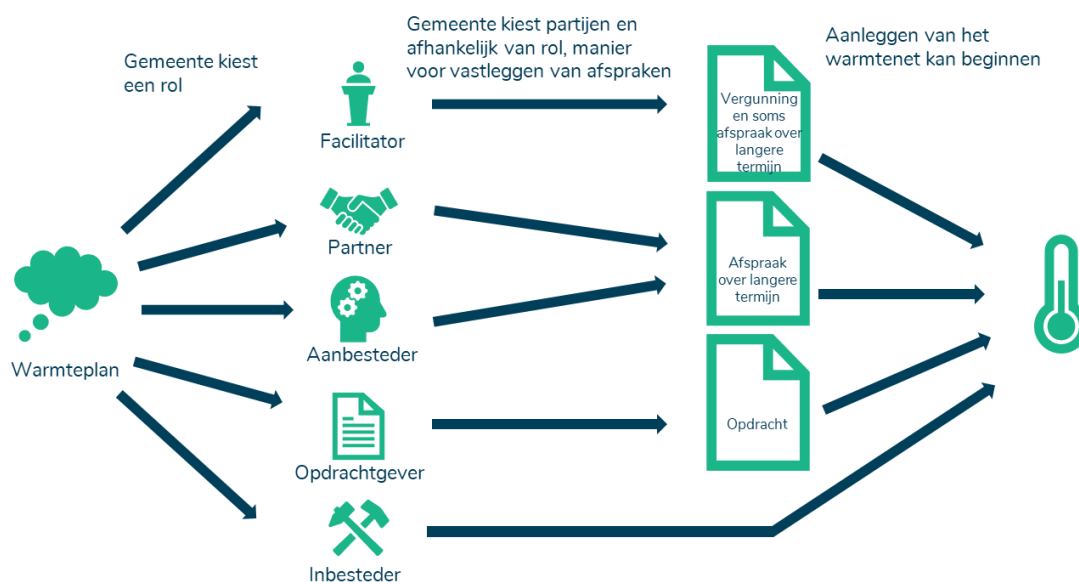 Gemeente kiest
een rol
Gemeente kiest partijen en
afhankelijk van rol, manier
voor vastleggen van afspraken
Aanleggen van het
warmtenet kan beginnen
Warmteplan
Facilitator
Partner
Aanbesteder
Opdrachtgever
Inbesteder
Vergunning
en soms
afspraak over
langere
termijn
Afspraak
over langere
termijn
Opdracht